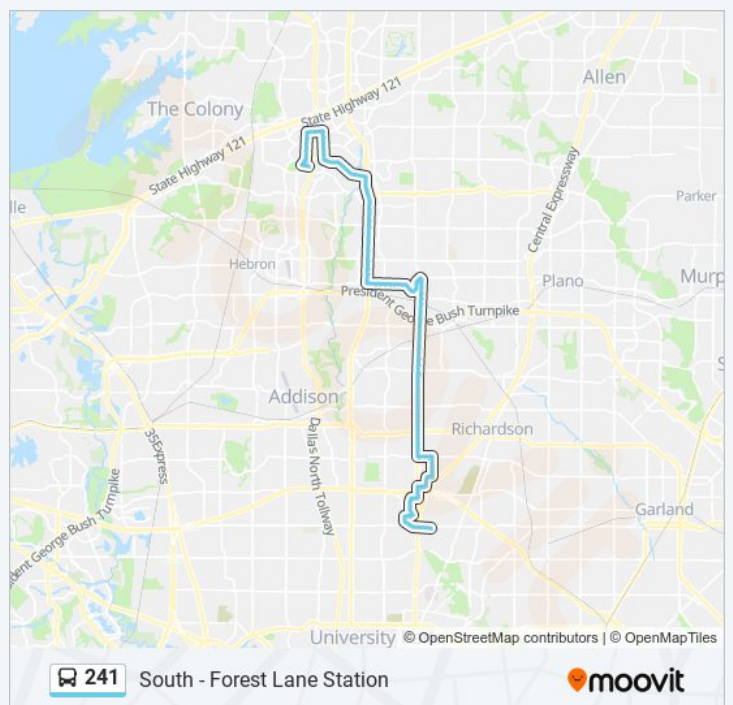 Allen
The Colony
State Highway 121
State Highway 121
Central Expressway
Parker
lle
Hebron
Plano
Murp
President George Bush Turnpike
S
Addison
Dallas North Tollway
Richardson
35Express
Garland
ident George Bush Turnpike
University
© OpenStreetMap contributors | © OpenMapTiles
241 South - Forest Lane Station
moovit